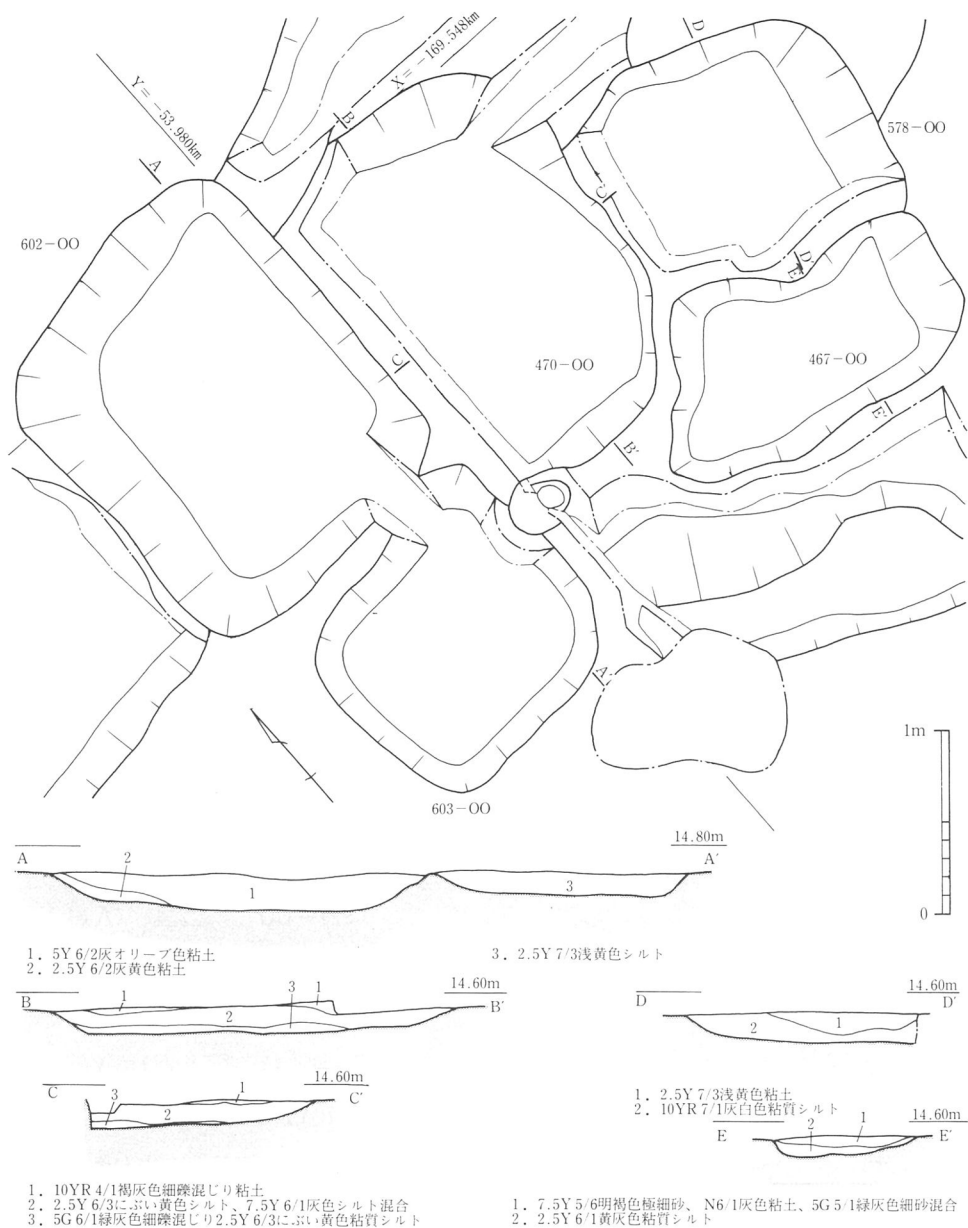 X = -169.548km
Y = -53.980km
D
B
A
578-OO
C
602-OO
D′
E
470-OO
467-OO
C′
E′
B′
A′
1m
0
603-OO
A
2
1
3
14.80m
A′
1. 5Y 6/2灰オリーブ色粘土
2. 2.5Y 6/2灰黄色粘土
3. 2.5Y 7/3浅黄色シルト
B
1
2
3
1
14.60m
B′
D
2
1
14.60m
D′
C
3
2
1
14.60m
C′
1. 2.5Y 7/3浅黄色粘土
2. 10YR 7/1灰白色粘質シルト
E
2
1
14.60m
E′
1. 10YR 4/1褐灰色細礫混じり粘土
2. 2.5Y 6/3にぶい黄色シルト、7.5Y 6/1灰色シルト混合
3. 5G 6/1緑灰色細礫混じり2.5Y 6/3にぶい黄色粘質シルト
1. 7.5Y 5/6明褐色極細砂、 N6/1灰色粘土、5G 5/1緑灰色細砂混合
2. 2.5Y 6/1黄灰色粘質シルト